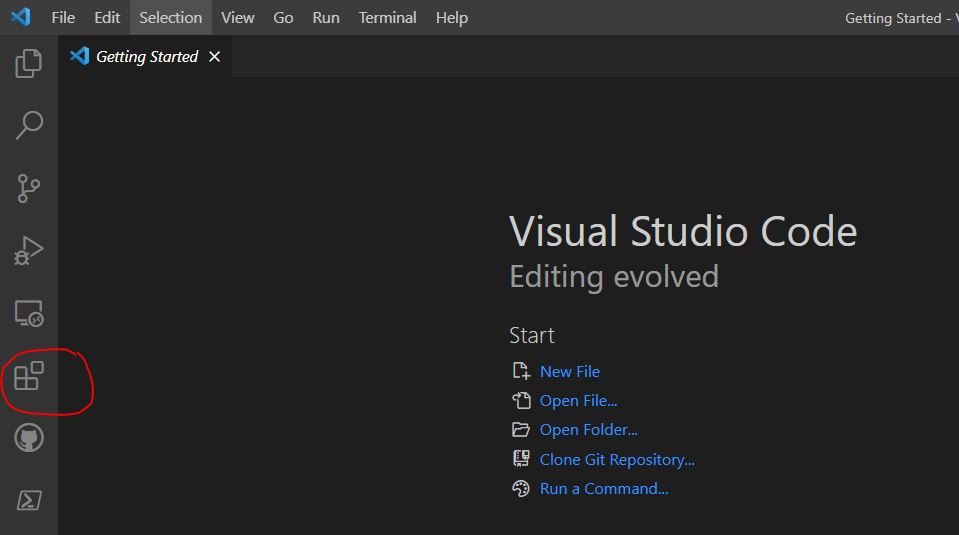 File Edit Selection View Go Run Terminal Help Getting Started -
Getting Started
Visual Studio Code
Editing evolved
Start
New File
Open File...
Open Folder...
Clone Git Repository...
Run a Command...